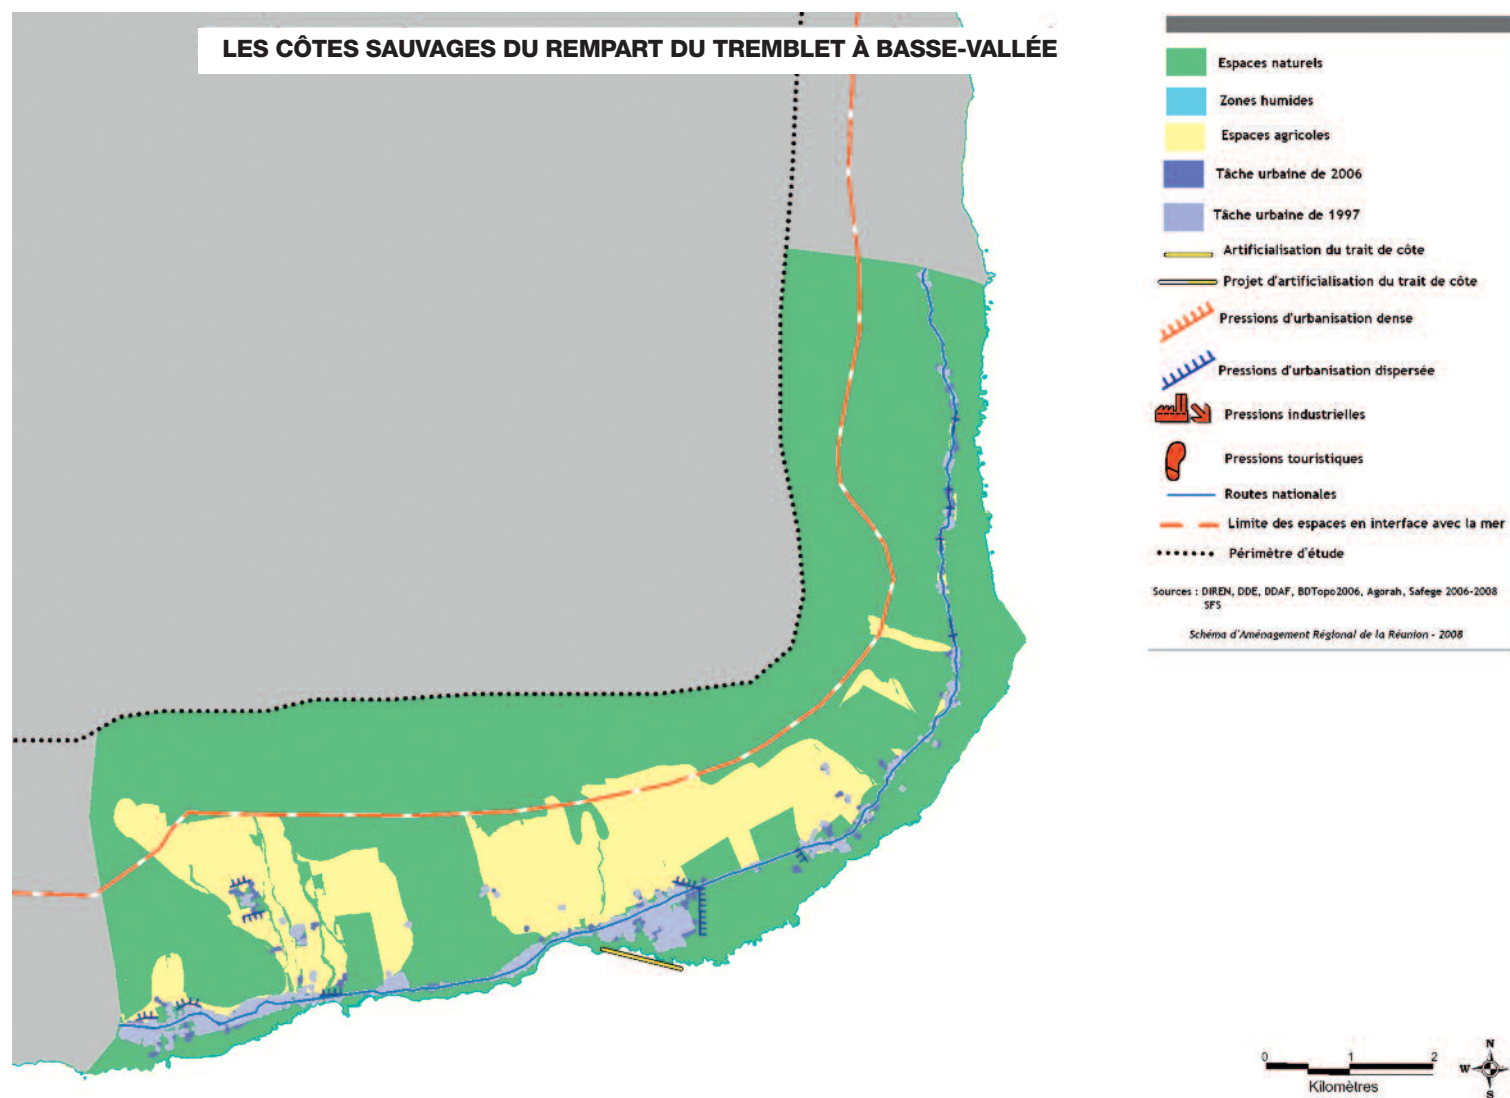 LES CÔTES SAUVAGES DU REMPART DU TREMBLET À BASSE-VALLÉE
Espaces naturels
Zones humides
Espaces agricoles
Tâche urbaine de 2006
Tâche urbaine de 1997
Artificialisation du trait de côte
Projet d'artificialisation du trait de côte
Pressions d'urbanisation dense
Pressions d'urbanisation dispersée
Pressions industrielles
Pressions touristiques
Routes nationales
Limite des espaces en interface avec la mer
Périmètre d'étude
Sources : DIREN, DDE, DDAF, BDTopo2006, Agorah, Safege 2006-2008
SFS
Schéma d'Aménagement Régional de la Réunion - 2008
0 1 2
Kilomètres
N
W
S